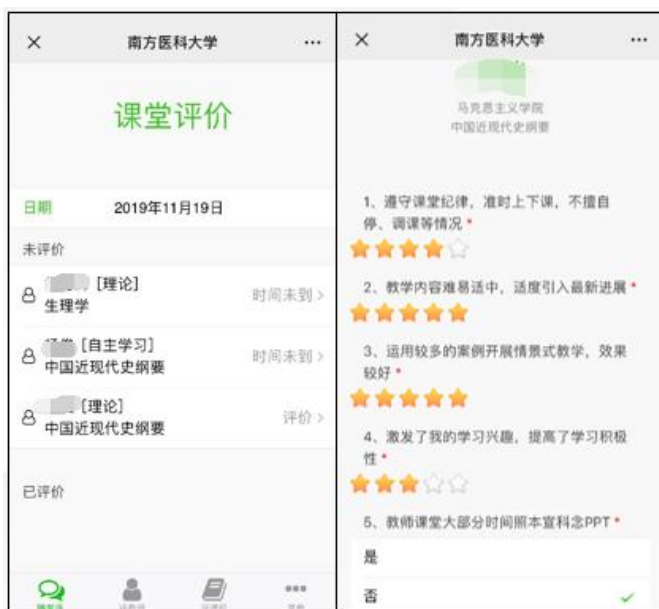 南方医科大学
课堂评价
日期 2019年11月19日
未评价
[理论]
生理学
时间未到
[自主学习]
中国近现代史纲要
时间未到
[理论]
中国近现代史纲要
评价
已评价
南方医科大学
马克思主义学院
中国近现代史纲要
1、遵守课堂纪律，准时上下课，不擅自
停、调课等情况 *
2、教学内容难易适中，适度引入最新进展 *
3、运用较多的案例开展情景式教学，效果
较好 *
4、激发了我的学习兴趣，提高了学习积极
性 *
5、教师课堂大部分时间照本宣科念PPT *
是
否